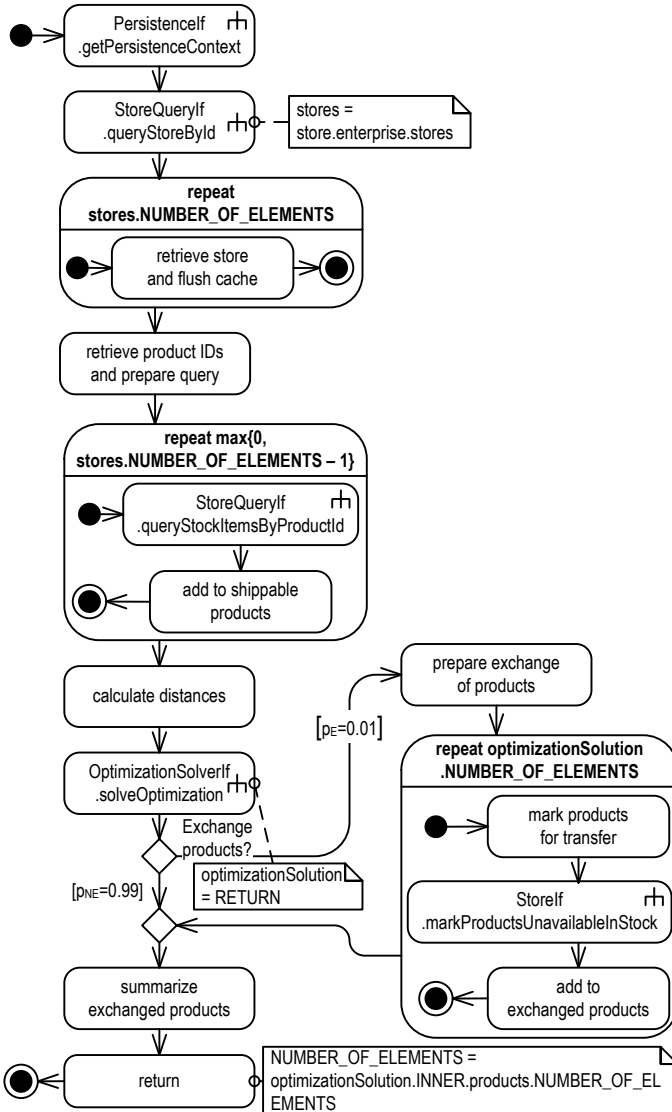 PersistenceIf
.getPersistenceContext
StoreQueryIf
.queryStoreById
stores =
store.enterprise.stores
repeat
stores.NUMBER_OF_ELEMENTS
retrieve store
and flush cache
retrieve product IDs
and prepare query
repeat max{0,
stores.NUMBER_OF_ELEMENTS – 1}
StoreQueryIf
.queryStockItemsByProductId
add to shippable
products
calculate distances
OptimizationSolverIf
.solveOptimization
Exchange
products?
optimizationSolution
= RETURN
[pNE=0.99]
[pE=0.01]
prepare exchange
of products
repeat optimizationSolution
.NUMBER_OF_ELEMENTS
mark products
for transfer
StoreIf
.markProductsUnavailableInStock
add to
exchanged products
summarize
exchanged products
return
NUMBER_OF_ELEMENTS =
optimizationSolution.INNER.products.NUMBER_OF_EL
EMENTS